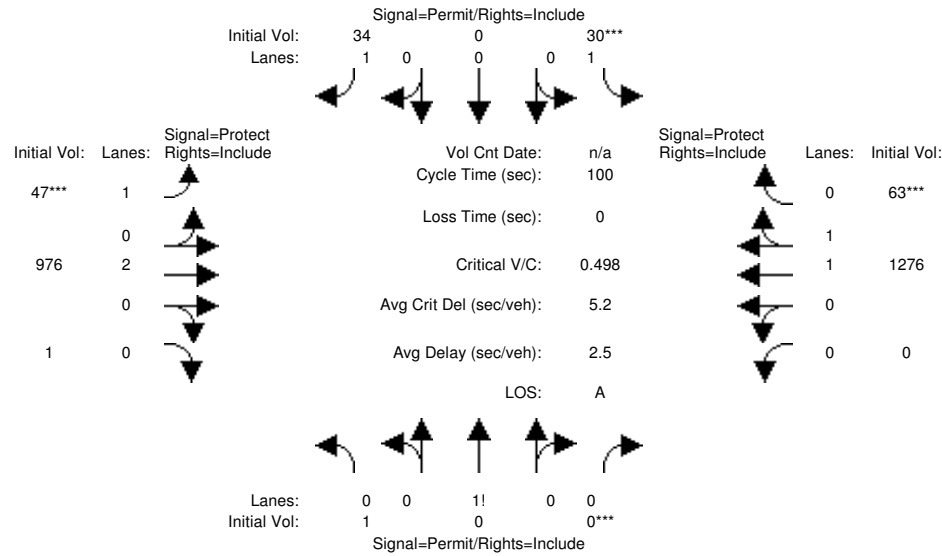 Signal=Permit/Rights=Include
Initial Vol: 34 0 30***
Lanes: 1 0 0 0 1
Signal=Protect Signal=Protect
Initial Vol: Lanes: Rights=Include Vol Cnt Date: n/a Rights=Include Lanes: Initial Vol:
Cycle Time (sec): 100
47*** 1 0 63***
Loss Time (sec): 0
0 1
976 2 Critical V/C: 0.498 1 1276
0 Avg Crit Del (sec/veh): 5.2 0
1 0 Avg Delay (sec/veh): 2.5 0 0
LOS: A
Lanes: 0 0 1! 0 0
Initial Vol: 1 0 0***
Signal=Permit/Rights=Include